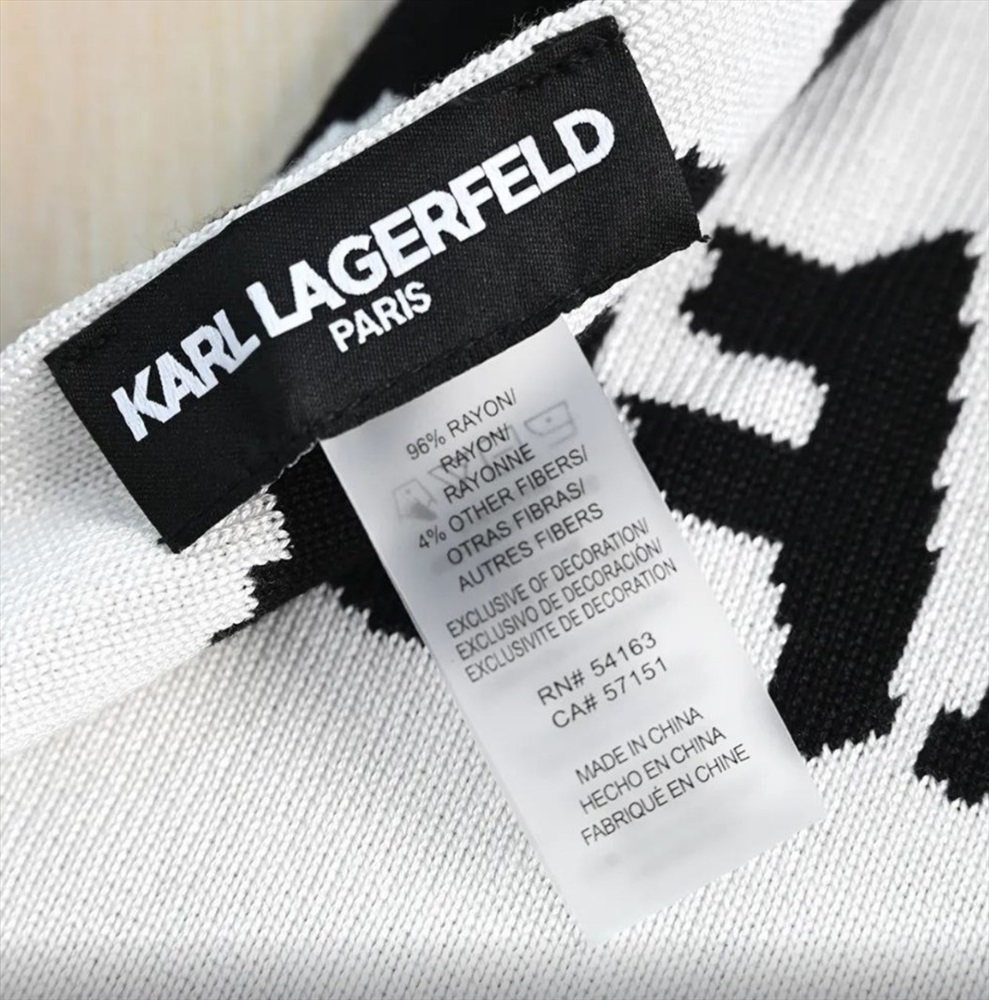 KARL LAGERFELD
PARIS
96% RAYON/
RAYON/
RAYONNE
4% OTHER FIBERS/
OTRAS FIBRAS/
AUTRES FIBERS
EXCLUSIVE OF DECORATION/
EXCLUSIVO DE DECORACIÓN/
EXCLUSIVITE DE DECORATION
RN# 54163
CA# 57151
MADE IN CHINA
HECHO EN CHINA
FABRIQUÉ EN CHINE